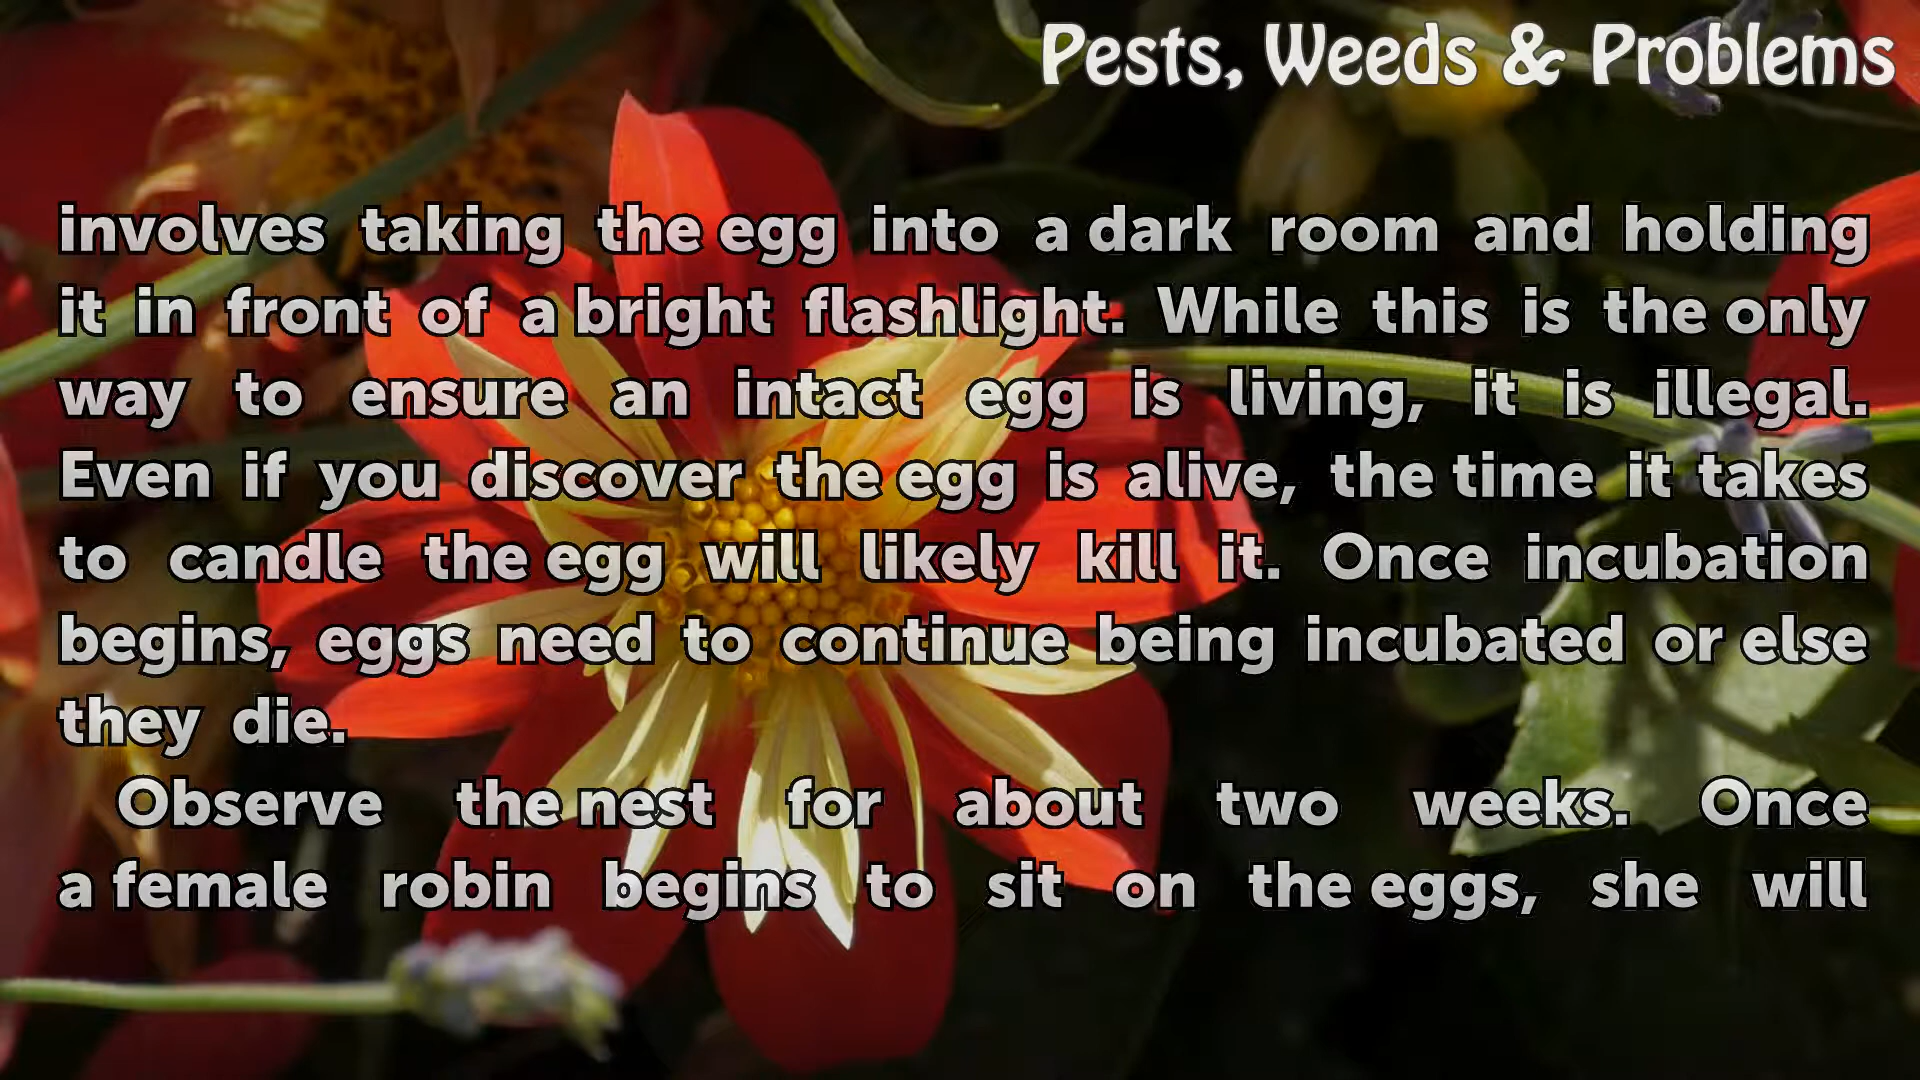 Pests, Weeds & Problems
involves taking the egg into a dark room and holding
it in front of a bright flashlight. While this is the only
way to ensure an intact egg is living, it is illegal.
Even if you discover the egg is alive, the time it takes
to candle the egg will likely kill it. Once incubation
begins, eggs need to continue being incubated or else
they die.
Observe the nest for about two weeks. Once
a female robin begins to sit on the eggs, she will